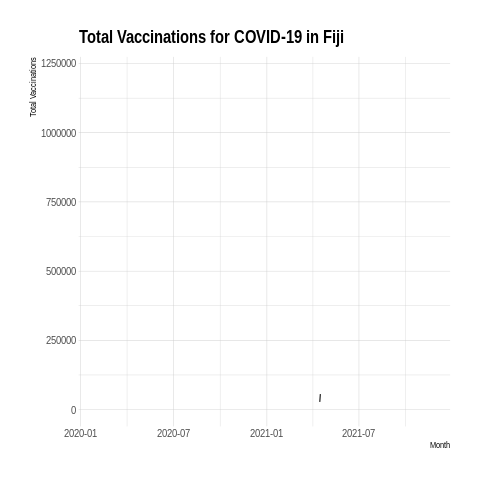 Total Vaccinations for COVID-19 in Fiji
Total Vaccinations
1250000
1000000
750000
500000
250000
0
2020-01 2020-07 2021-01 2021-07
Month